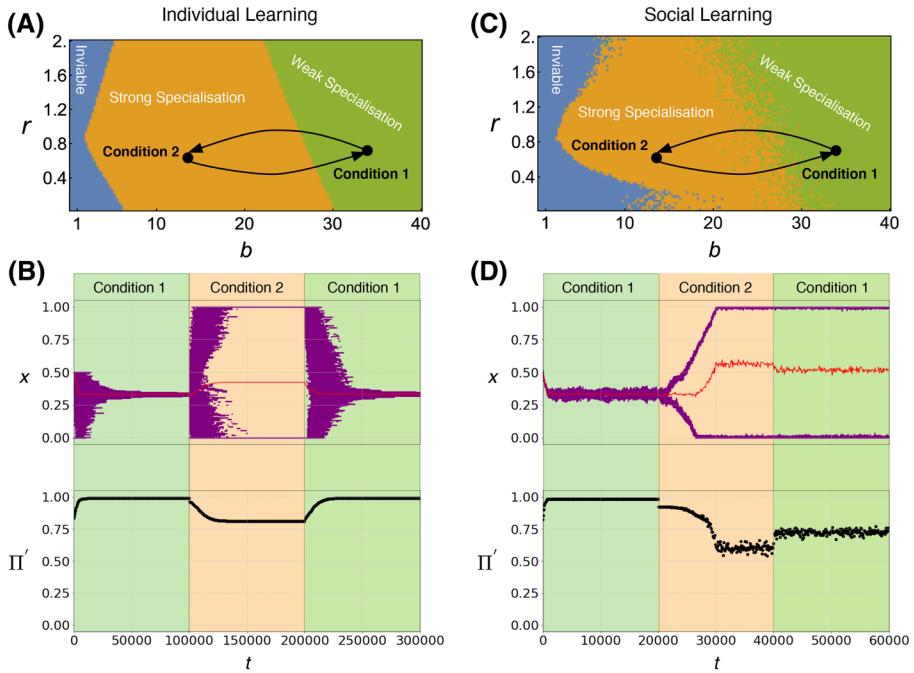 Individual Learning
(A)
2.
1.6
1.2
0.8
0.4
r
Inviable
Strong Specialisation
Weak Specialisation
Condition 2
Condition 1
1
10
20
30
40
b
Social Learning
(C)
2.
1.6
1.2
0.8
0.4
r
Inviable
Strong Specialisation
Weak Specialisation
Condition 2
Condition 1
1
10
20
30
40
b
(B)
Condition 1
Condition 2
Condition 1
1.00
0.75
0.50
0.25
0.00
x
1.00
0.75
0.50
0.25
0.00
Π′
0
50000
100000
150000
200000
250000
300000
t
(D)
Condition 1
Condition 2
Condition 1
1.00
0.75
0.50
0.25
0.00
x
1.00
0.75
0.50
0.25
0.00
Π′
0
10000
20000
30000
40000
50000
60000
t